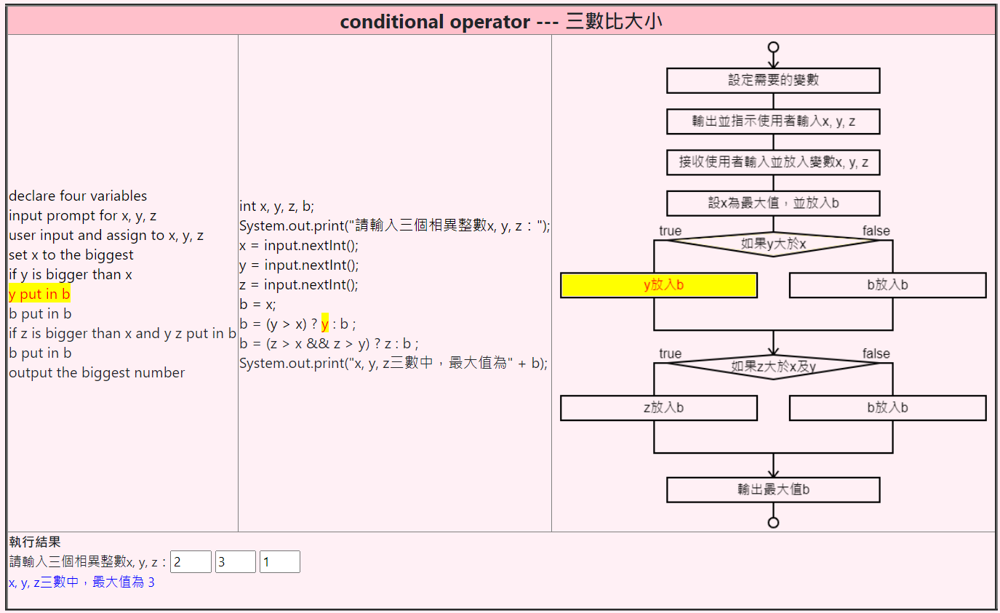 conditional operator --- 三數比大小
declare four variables
input prompt for x, y, z
user input and assign to x, y, z
set x to the biggest
if y is bigger than x
y put in b
b put in b
if z is bigger than x and y z put in b
b put in b
output the biggest number
int x, y, z, b;
System.out.print("請輸入三個相異整數x, y, z：");
x = input.nextInt();
y = input.nextInt();
z = input.nextInt();
b = x;
b = (y > x) ? y : b ;
b = (z > x && z > y) ? z : b ;
System.out.print("x, y, z三數中，最大值為" + b);
設定需要的變數
輸出並指示使用者輸入x, y, z
接收使用者輸入並放入變數x, y, z
設x為最大值，並放入b
true
false
如果y大於x
y放入b
b放入b
true
false
如果z大於x及y
z放入b
b放入b
輸出最大值b
執行結果
請輸入三個相異整數x, y, z：2 3 1
x, y, z三數中，最大值為 3